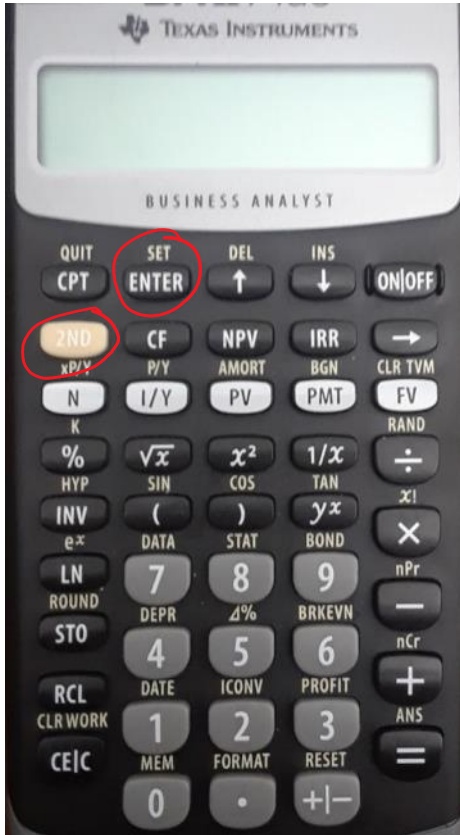 TEXAS INSTRUMENTS
BUSINESS ANALYST
QUIT SET DEL INS
CPT ENTER ↑ ↓ ON|OFF
2ND CF NPV IRR →
xP/Y P/Y AMORT BGN CLR TVM
N I/Y PV PMT FV
K RAND
% √x x² 1/x ÷
HYP SIN COS TAN x!
INV ( ) yˣ ×
eˣ DATA STAT BOND nPr
LN 7 8 9 −
ROUND DEPR Δ% BRKEVN nCr
STO 4 5 6 +
RCL DATE ICONV PROFIT ANS
CLR WORK 1 2 3 =
CE|C MEM FORMAT RESET
0 . +|−